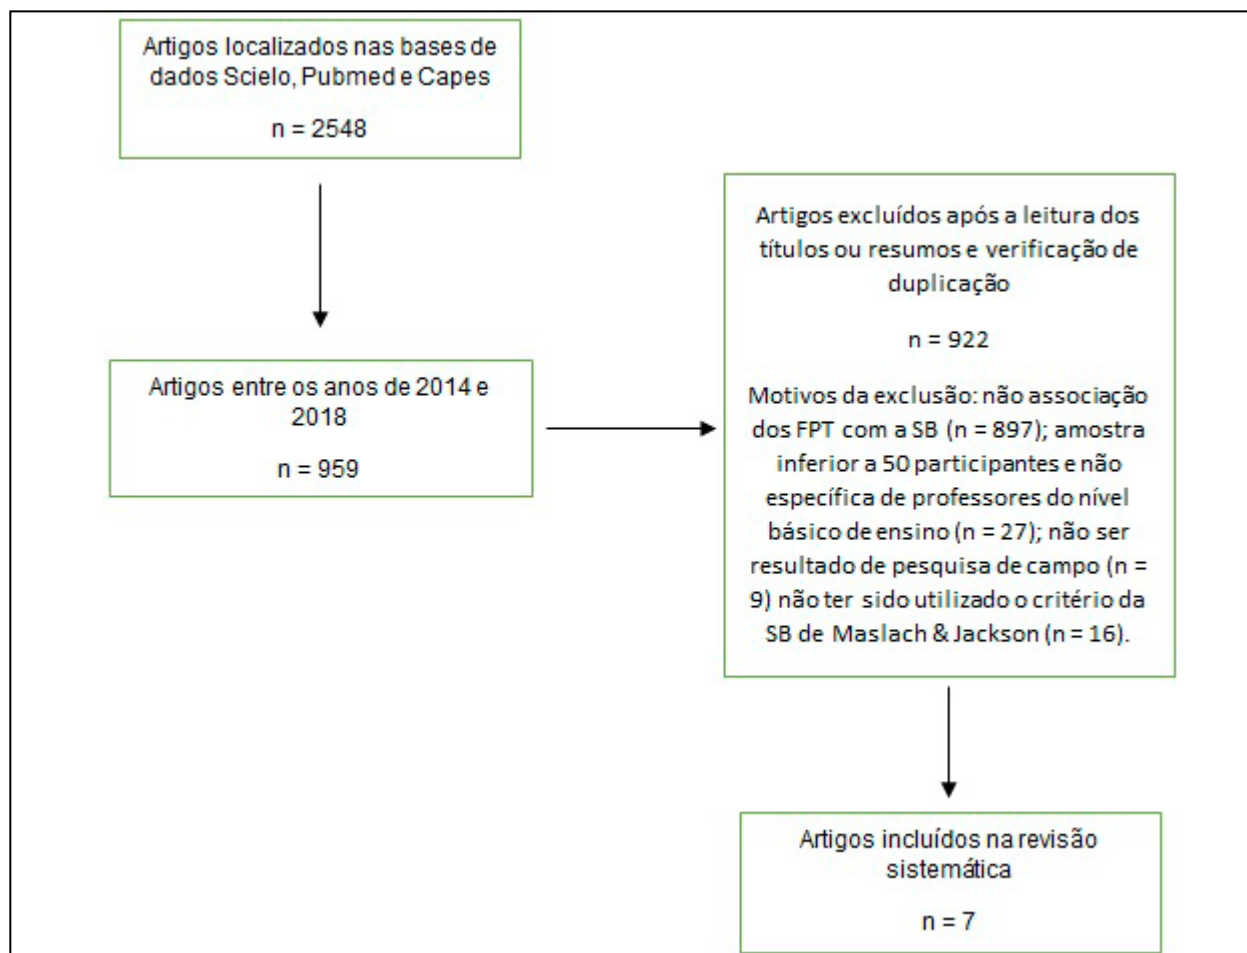 Artigos localizados nas bases de
dados Scielo, Pubmed e Capes
n = 2548
Artigos entre os anos de 2014 e
2018
n = 959
Artigos excluídos após a leitura dos
títulos ou resumos e verificação de
duplicação
n = 922
Motivos da exclusão: não associação
dos FPT com a SB (n = 897); amostra
inferior a 50 participantes e não
específica de professores do nível
básico de ensino (n = 27); não ser
resultado de pesquisa de campo (n =
9) não ter sido utilizado o critério da
SB de Maslach & Jackson (n = 16).
Artigos incluídos na revisão
sistemática
n = 7